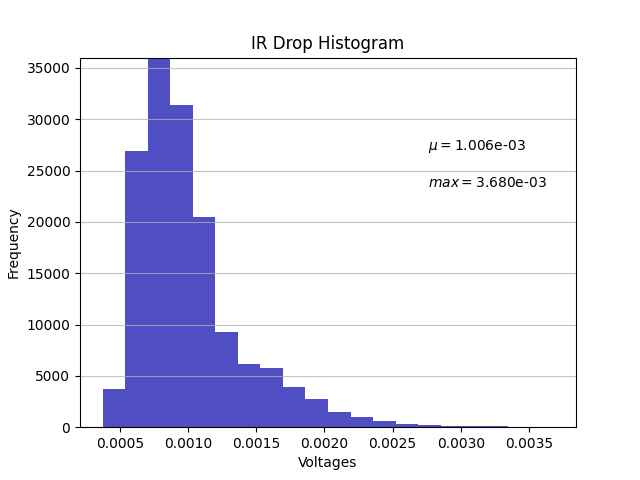 IR Drop Histogram
35000
30000
25000
20000
15000
10000
5000
0
Frequency
μ = 1.006e-03
max = 3.680e-03
0.0005 0.0010 0.0015 0.0020 0.0025 0.0030 0.0035
Voltages